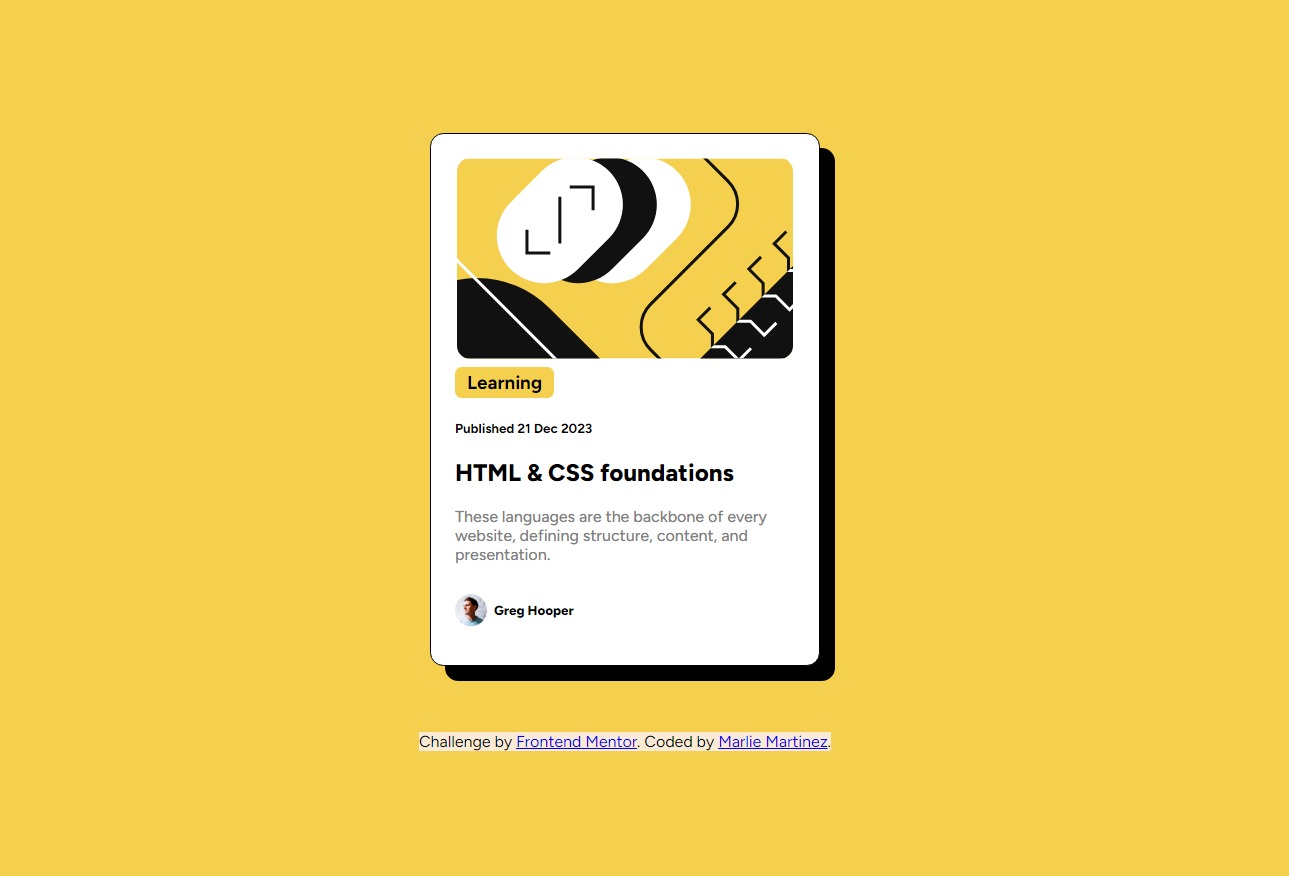 Learning
Published 21 Dec 2023
HTML & CSS foundations
These languages are the backbone of every
website, defining structure, content, and
presentation.
Greg Hooper
Challenge by Frontend Mentor. Coded by Marlie Martinez.